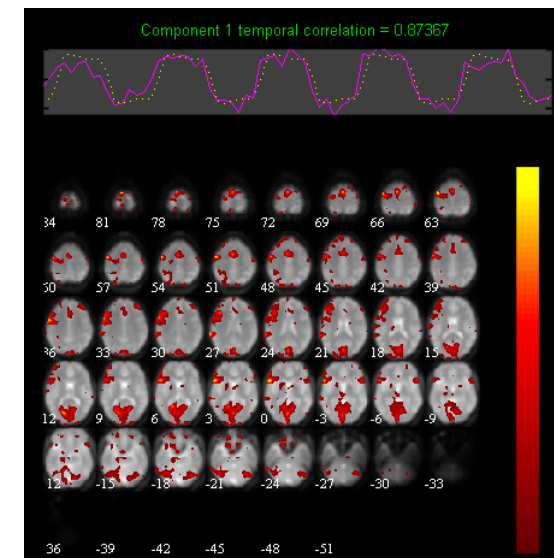 Component 1 temporal correlation = 0.87367
84 81 78 75 72 69 66 63
60 57 54 51 48 45 42 39
36 33 30 27 24 21 18 15
12 9 6 3 0 -3 -6 -9
12 -15 -18 -21 -24 -27 -30 -33
36 -39 -42 -45 -48 -51